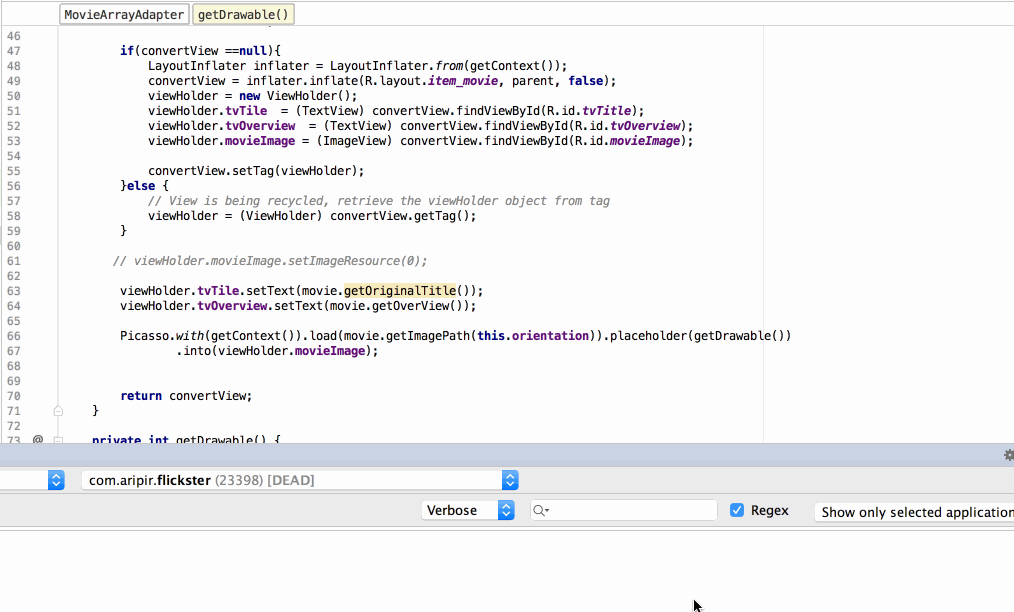 MovieArrayAdapter getDrawable()
46
47 if(convertView ==null){
48 LayoutInflater inflater = LayoutInflater.from(getContext());
49 convertView = inflater.inflate(R.layout.item_movie, parent, false);
50 viewHolder = new ViewHolder();
51 viewHolder.tvTile  = (TextView) convertView.findViewById(R.id.tvTitle);
52 viewHolder.tvOverview  = (TextView) convertView.findViewById(R.id.tvOverview);
53 viewHolder.movieImage = (ImageView) convertView.findViewById(R.id.movieImage);
54
55 convertView.setTag(viewHolder);
56 }else {
57 // View is being recycled, retrieve the viewHolder object from tag
58 viewHolder = (ViewHolder) convertView.getTag();
59 }
60
61 // viewHolder.movieImage.setImageResource(0);
62
63 viewHolder.tvTile.setText(movie.getOriginalTitle());
64 viewHolder.tvOverview.setText(movie.getOverView());
65
66 Picasso.with(getContext()).load(movie.getImagePath(this.orientation)).placeholder(getDrawable())
67 .into(viewHolder.movieImage);
68
69
70 return convertView;
71 }
72
73 @ private int getDrawable() {
com.aripir.flickster (23398) [DEAD]
Verbose Regex Show only selected application